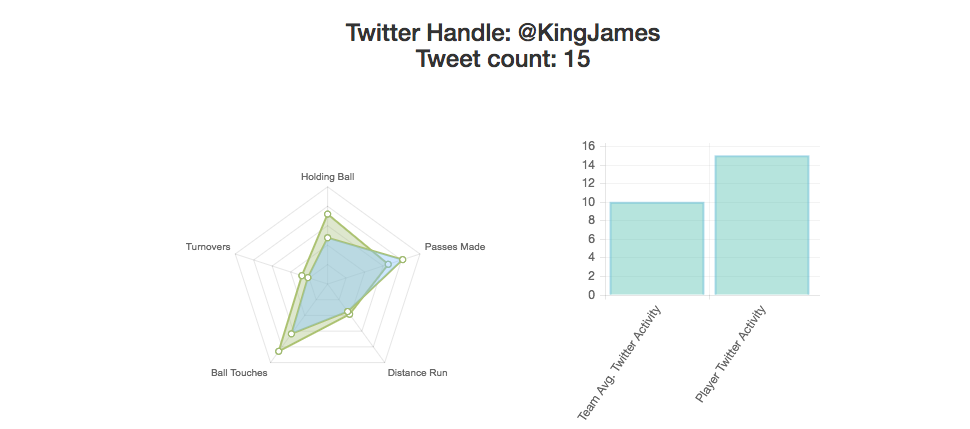 Twitter Handle: @KingJames
Tweet count: 15
Holding Ball
Passes Made
Distance Run
Ball Touches
Turnovers
16
14
12
10
8
6
4
2
0
Team Avg. Twitter Activity
Player Twitter Activity